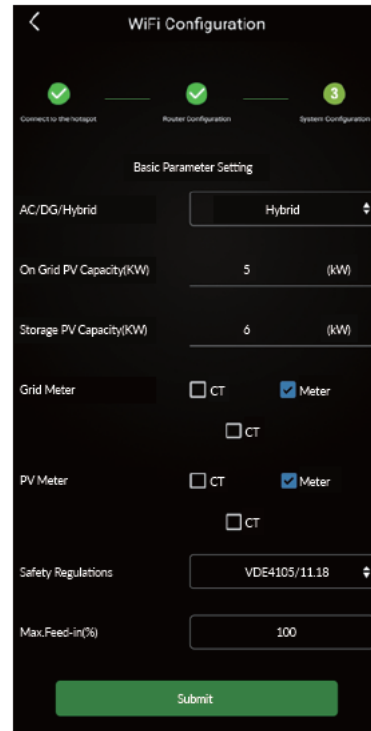 WiFi Configuration
3
Connect to the hotspot Router Configuration System Configuration
Basic Parameter Setting
AC/DG/Hybrid Hybrid
On Grid PV Capacity(KW) 5 (kW)
Storage PV Capacity(KW) 6 (kW)
Grid Meter CT Meter
CT
PV Meter CT Meter
CT
Safety Regulations VDE4105/11.18
Max.Feed-in(%) 100
Submit